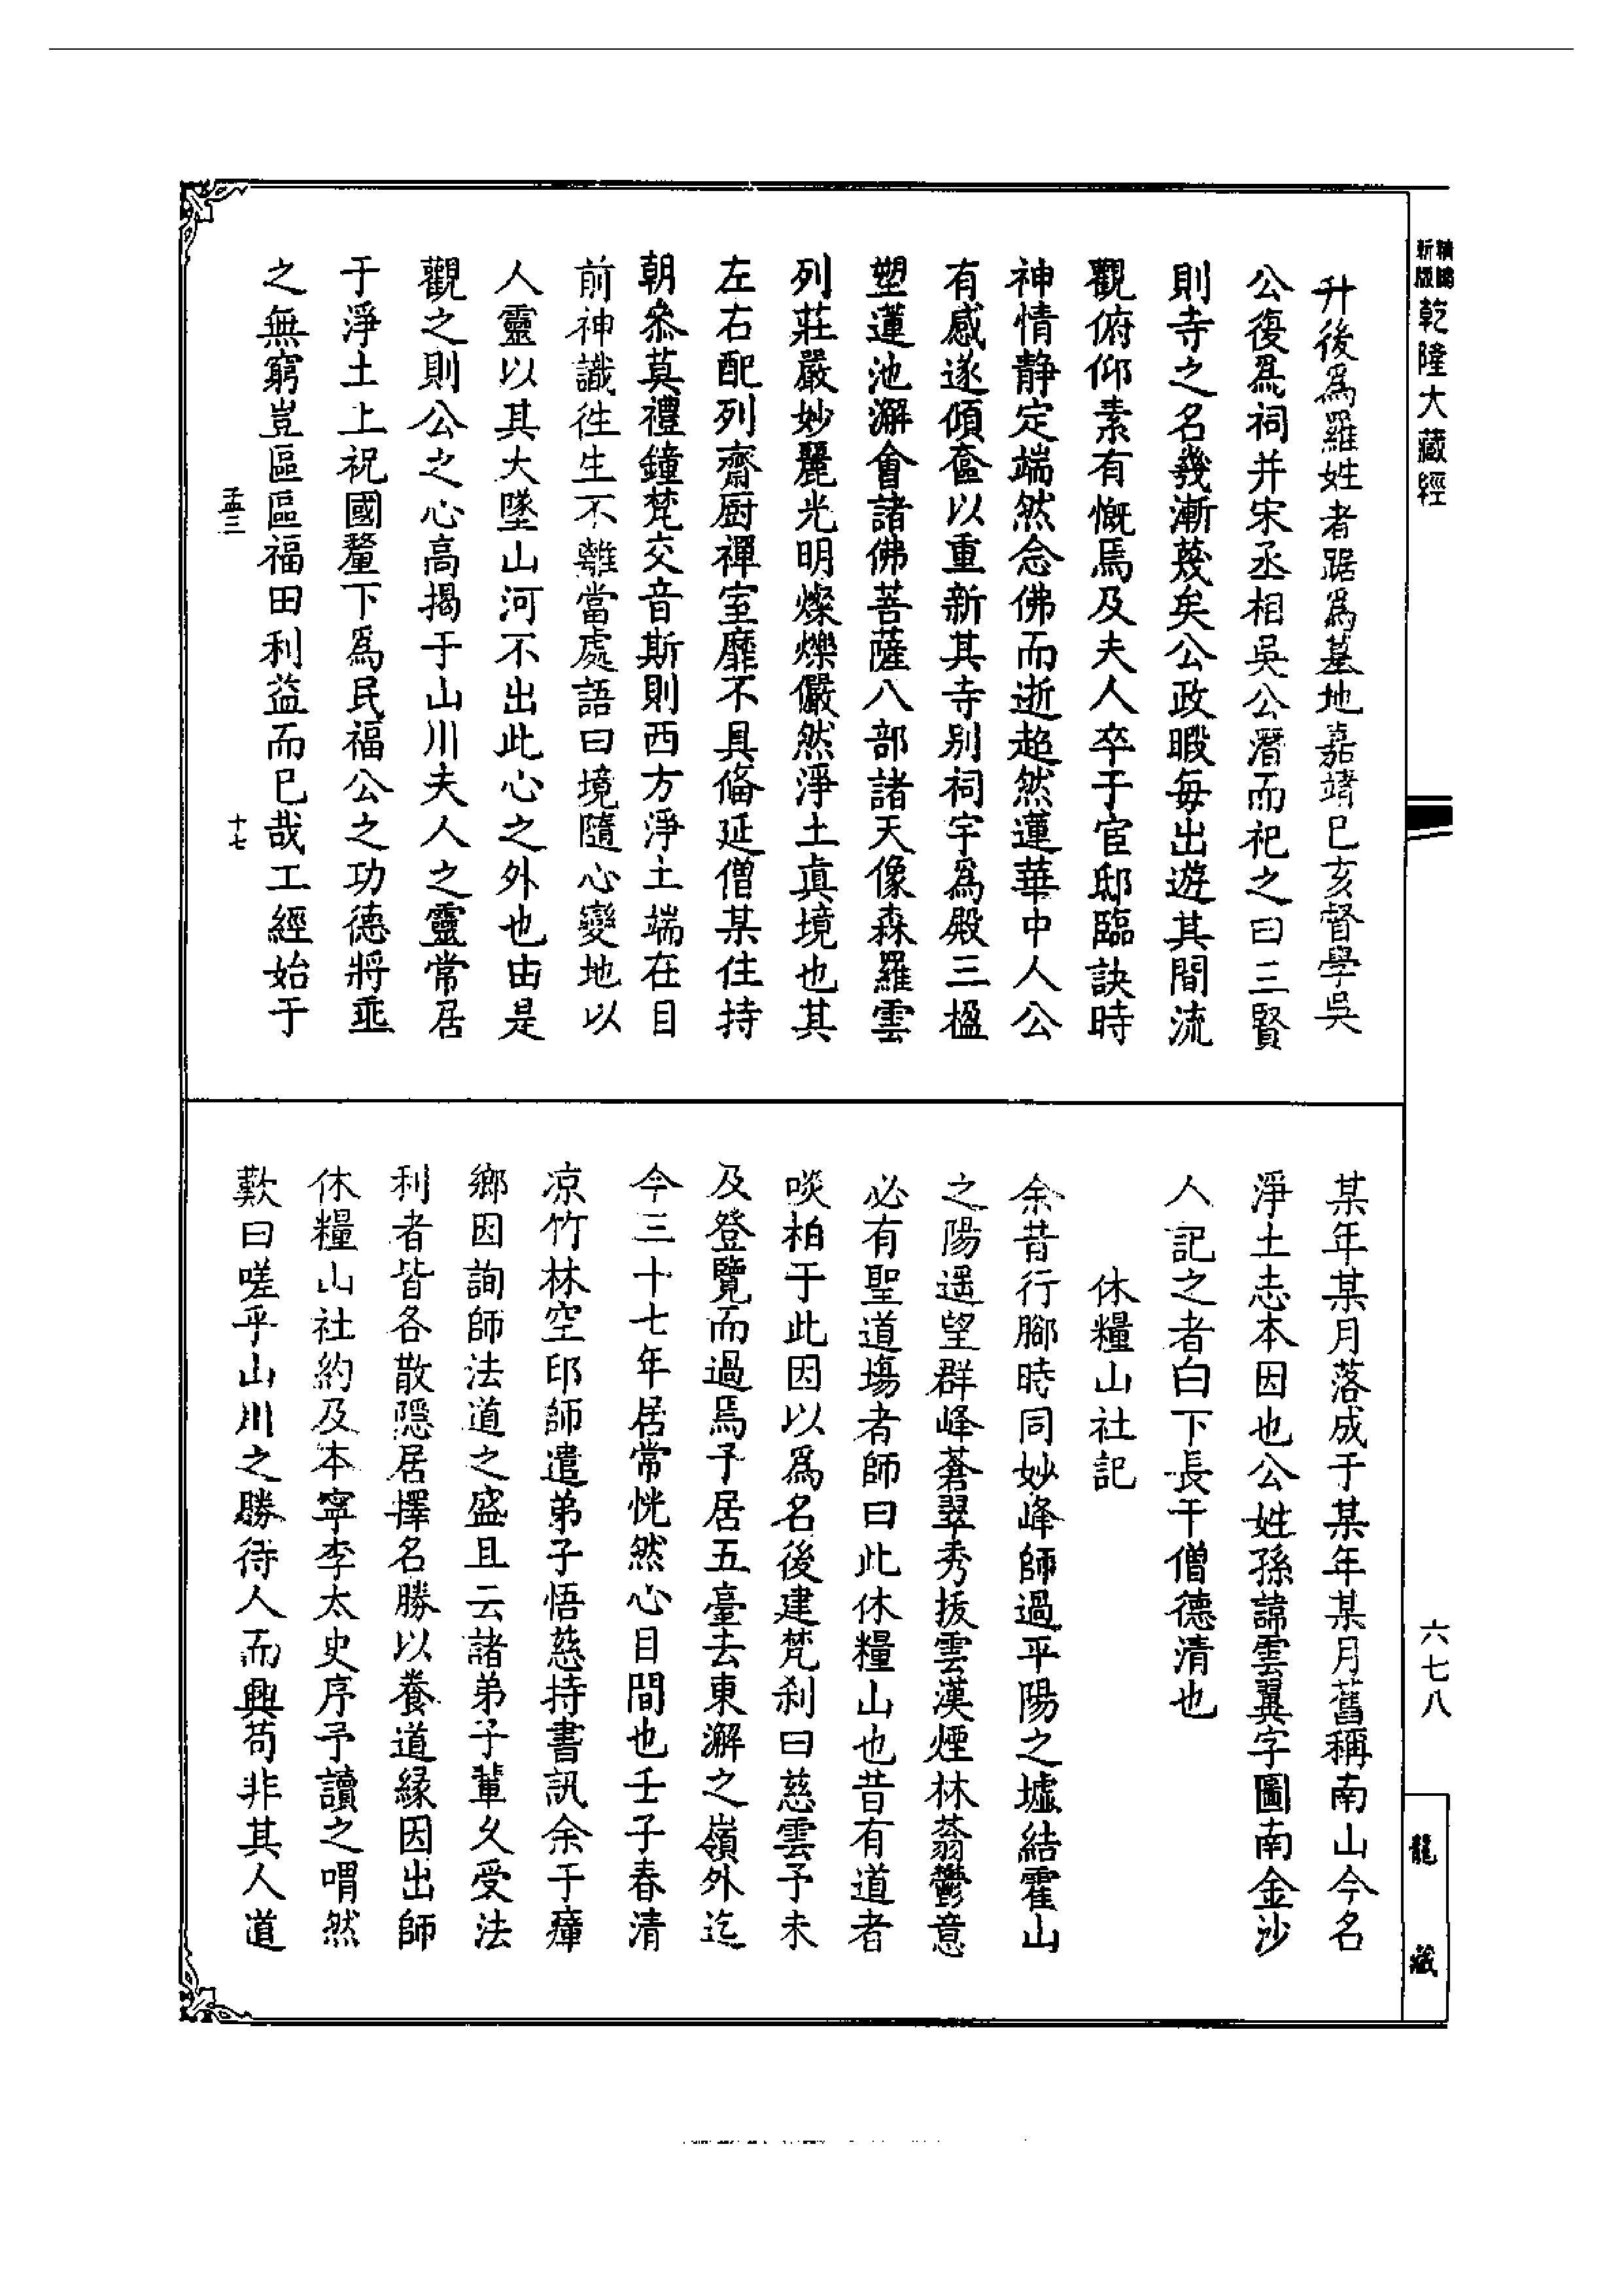 乾隆大藏經
升後爲羅姓者踞爲墓地嘉靖巳亥督學吳
公復爲祠并宋丞相吳公潛而祀之曰三賢
則寺之名幾漸蔑矣公政暇每出遊其間流
觀俯仰素有慨焉及夫人卒于宦邸臨訣時
神情静定端然念佛而逝超然蓮華中人公
有感遂傾奩以重新其寺别祠宇爲殿三楹
塑蓮池澥會諸佛菩薩八部諸天像森羅雲
列莊嚴妙麗光明燦爍儼然淨土真境也其
左右配列齋厨禪室靡不具偹延僧某住持
朝叅莫禮鐘梵交音斯則西方淨土端在目
前神識徃生不離當處語曰境隨心變地以
人靈以其大墜山河不出此心之外也由是
觀之則公之心高揭于山川夫人之靈常居
于淨土上祝國釐下爲民福公之功德將垂
之無窮豈區區福田利益而已哉工經始于
十七
某年某月落成于某年某月舊稱南山今名
淨土志本因也公姓孫諱雲翼字圖南金沙
人記之者白下長干僧德清也
休糧山社記
余昔行腳時同妙峰師過平陽之墟結霍山
之陽遥望群峰蒼翠秀拔雲漢煙林蓊鬱意
必有聖道場者師曰此休糧山也昔有道者
啖柏于此因以爲名後建梵刹曰慈雲予未
及登覽而過焉予居五臺去東澥之嶺外迄
今三十七年居常恍然心目間也壬子春清
凉竹林空印師遣弟子悟慈持書訊余于瘴
鄉因詢師法道之盛且云諸弟子輩久受法
利者皆各散隱居擇名勝以養道緣因出師
休糧山社約及本寧李太史序予讀之喟然
歎曰嗟乎山川之勝待人而興苟非其人道
六七八
龍藏